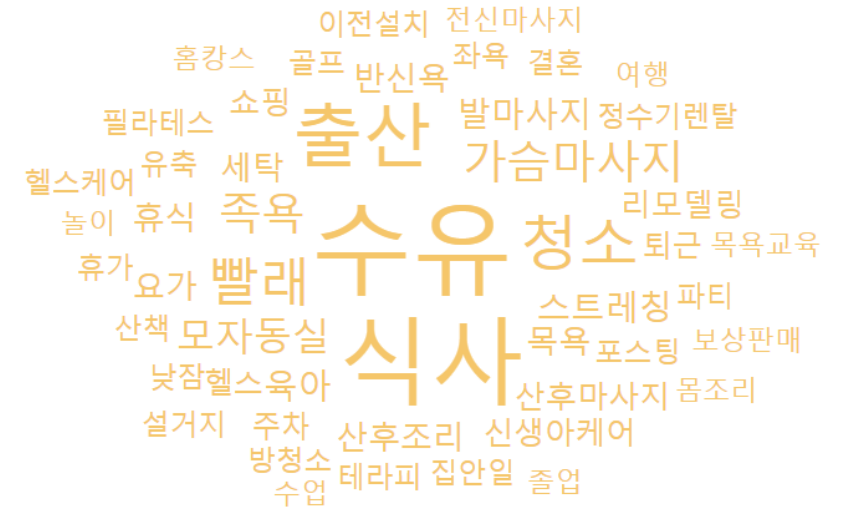 이전설치 전신마사지
홈캉스 골프 반신욕 좌욕 결혼 여행
필라테스 쇼핑 출산 발마사지 정수기렌탈
헬스케어 유축 세탁 가슴마사지
놀이 휴식 족욕 리모델링
수유 청소 퇴근 목욕교육
휴가 요가 빨래 스트레칭 파티
산책 모자동실 식사 목욕 포스팅 보상판매
낮잠 헬스 육아 산후마사지 몸조리
설거지 주차 산후조리 신생아케어
방청소 테라피 집안일 졸업
수업